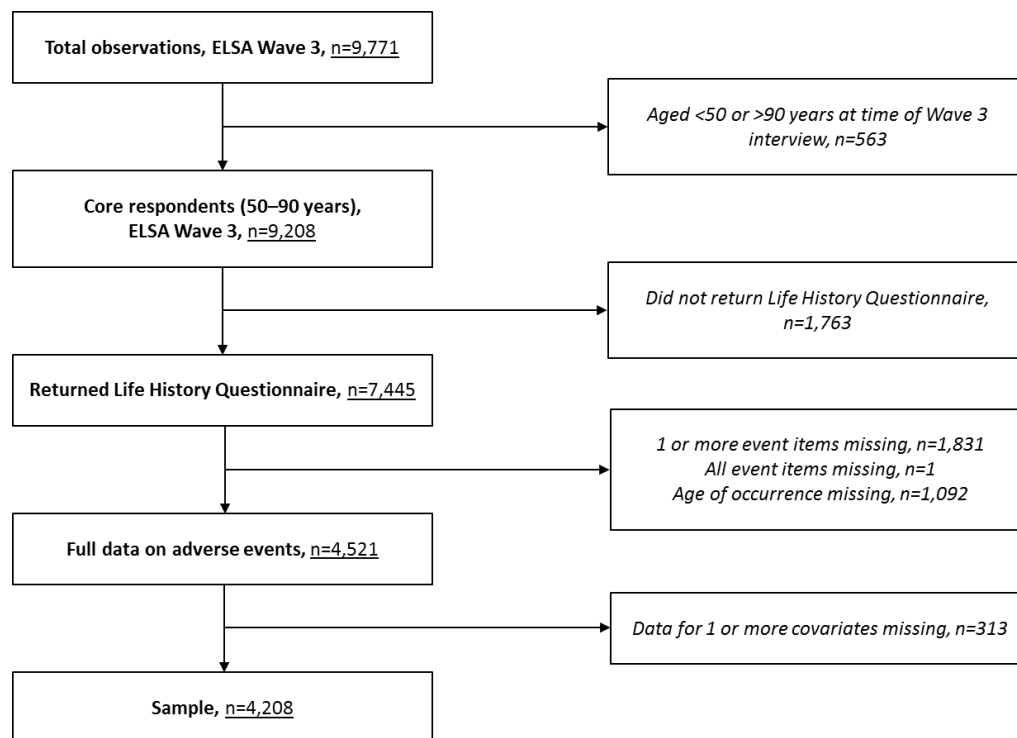 Total observations, ELSA Wave 3, n=9,771
Aged <50 or >90 years at time of Wave 3
interview, n=563
Core respondents (50–90 years),
ELSA Wave 3, n=9,208
Did not return Life History Questionnaire,
n=1,763
Returned Life History Questionnaire, n=7,445
1 or more event items missing, n=1,831
All event items missing, n=1
Age of occurrence missing, n=1,092
Full data on adverse events, n=4,521
Data for 1 or more covariates missing, n=313
Sample, n=4,208